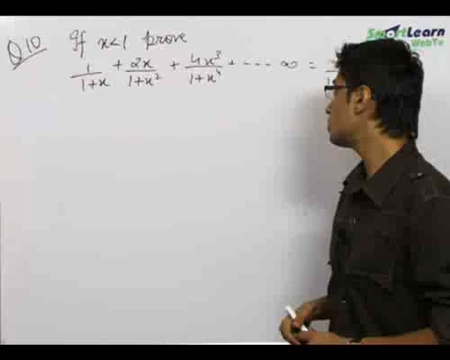 Q10 If x<1 prove
1/(1+x) + 2x/(1+x²) + 4x³/(1+x⁴) + ---- ∞ =
SmartLearn
WebTv